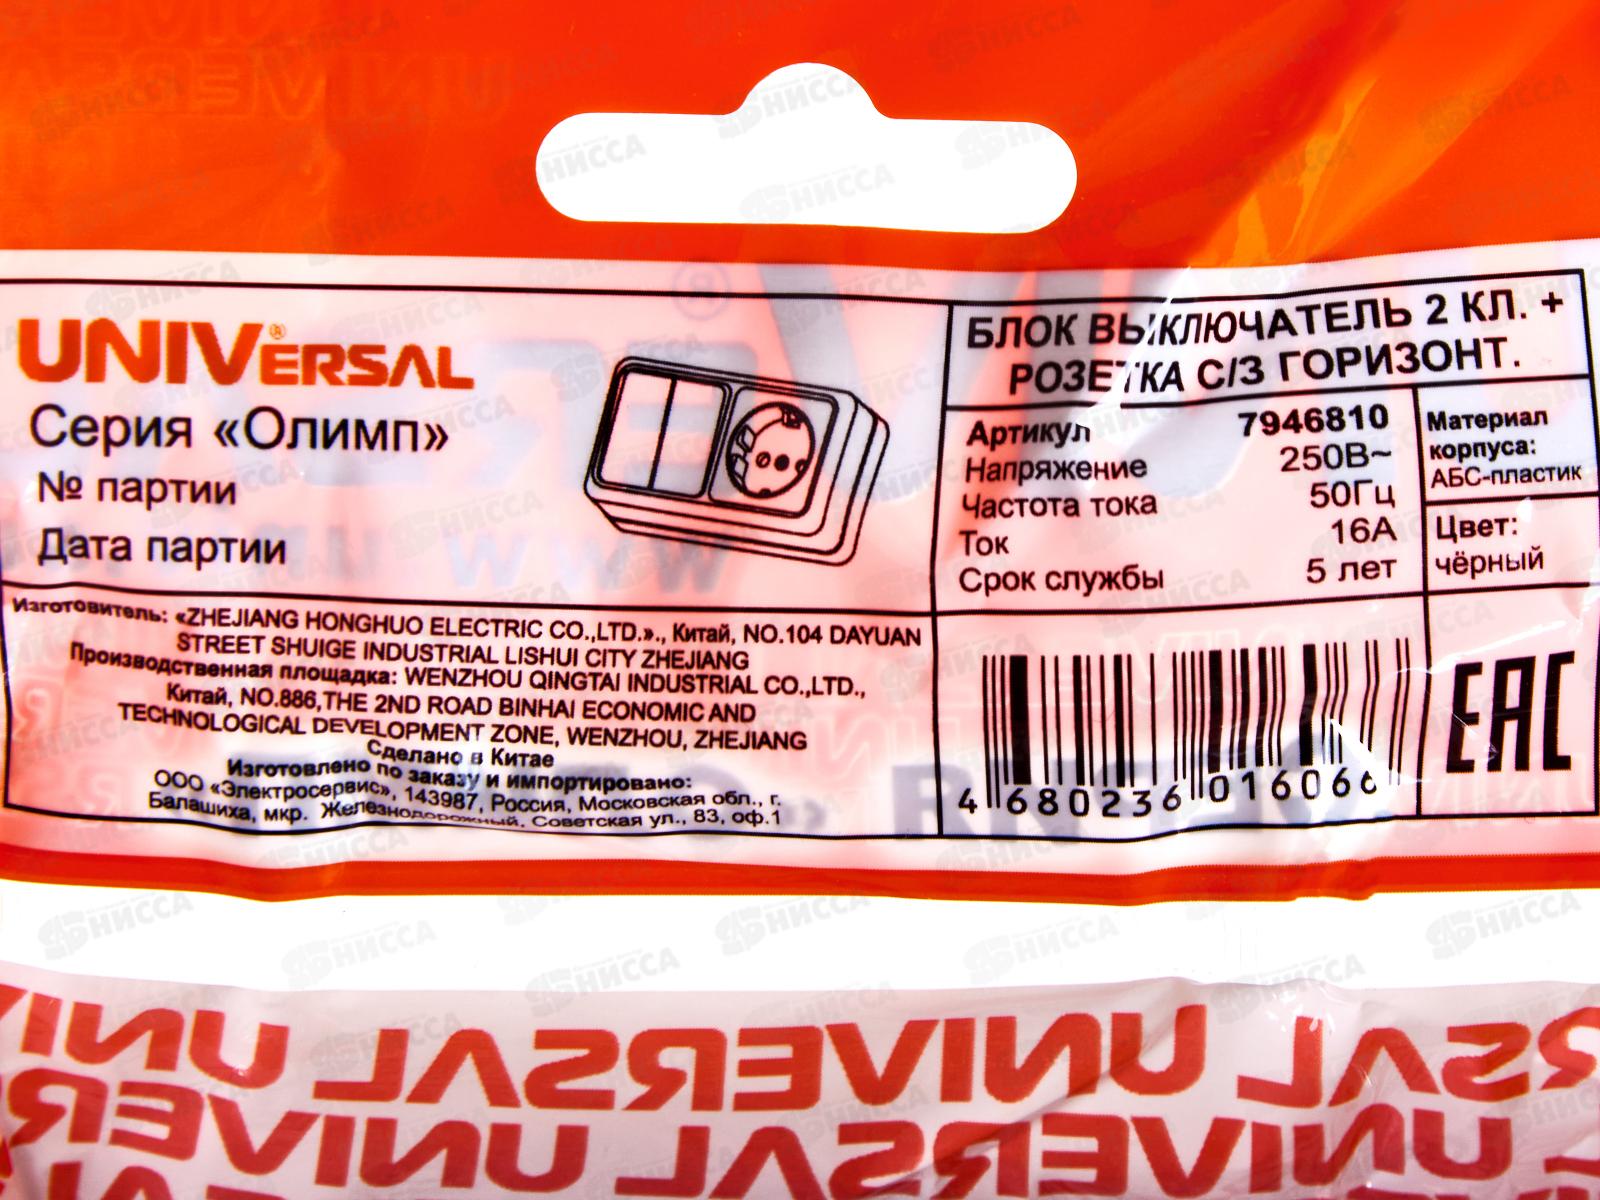 UNIVERSAL®
Серия «Олимп»
№ партии
Дата партии
БЛОК ВЫКЛЮЧАТЕЛЬ 2 КЛ. +
РОЗЕТКА С/З ГОРИЗОНТ.
Артикул 7946810
Напряжение 250В~
Частота тока 50Гц
Ток 16А
Срок службы 5 лет
Материал
корпуса:
АБС-пластик
Цвет:
чёрный
Изготовитель: «ZHEJIANG HONGHUO ELECTRIC CO.,LTD.»., Китай, NO.104 DAYUAN
STREET SHUIGE INDUSTRIAL LISHUI CITY ZHEJIANG
Производственная площадка: WENZHOU QINGTAI INDUSTRIAL CO.,LTD.,
Китай, NO.886,THE 2ND ROAD BINHAI ECONOMIC AND
TECHNOLOGICAL DEVELOPMENT ZONE, WENZHOU, ZHEJIANG
Сделано в Китае
Изготовлено по заказу и импортировано:
ООО «Электросервис», 143987, Россия, Московская обл., г.
Балашиха, мкр. Железнодорожный, Советская ул., 83, оф.1
4 680236 016066
EAC
UNIVERSAL UNIVERSAL
UNIVERSAL UNIVERSAL